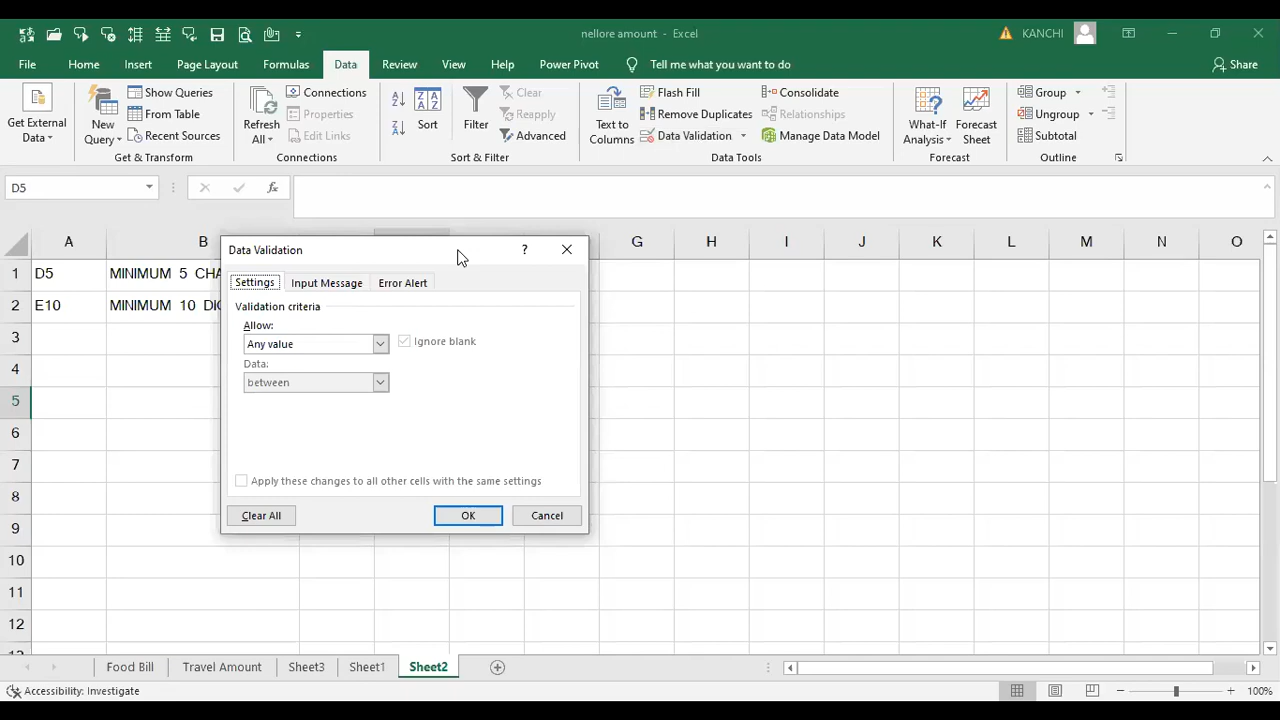 nellore amount - Excel
KANCHI
File Home Insert Page Layout Formulas Data Review View Help Power Pivot Tell me what you want to do Share
Get External Data
New Query
Show Queries
From Table
Recent Sources
Get & Transform
Refresh All
Connections
Properties
Edit Links
Connections
Sort
Filter
Clear
Reapply
Advanced
Sort & Filter
Text to Columns
Flash Fill
Remove Duplicates
Data Validation
Consolidate
Relationships
Manage Data Model
Data Tools
What-If Analysis
Forecast Sheet
Forecast
Group
Ungroup
Subtotal
Outline
D5
fx
A B G H I J K L M N O
1 D5 MINIMUM 5 CHA
2 E10 MINIMUM 10 DIG
3
4
5
6
7
8
9
10
11
12
Data Validation ?
Settings Input Message Error Alert
Validation criteria
Allow:
Any value Ignore blank
Data:
between
Apply these changes to all other cells with the same settings
Clear All OK Cancel
Food Bill Travel Amount Sheet3 Sheet1 Sheet2
Accessibility: Investigate
100%